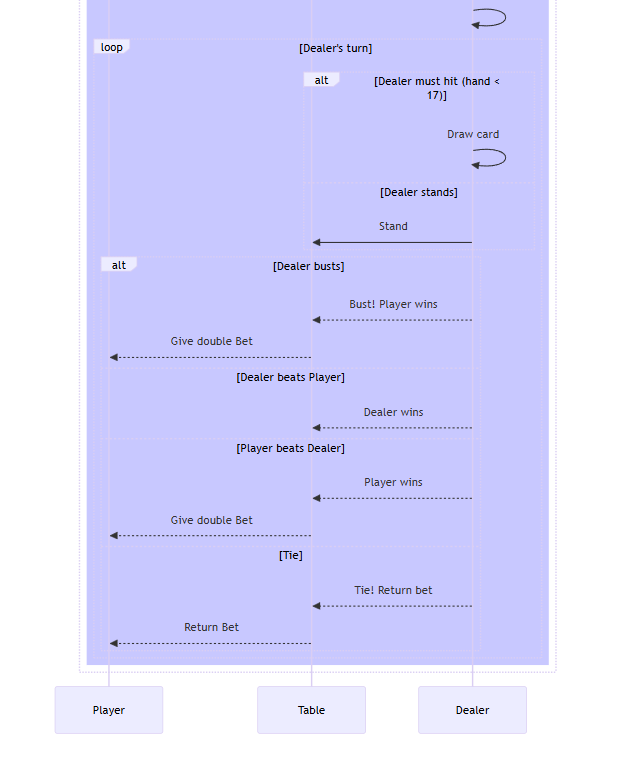 loop
[Dealer's turn]
alt
[Dealer must hit (hand <
17)]
Draw card
[Dealer stands]
Stand
alt
[Dealer busts]
Bust! Player wins
Give double Bet
[Dealer beats Player]
Dealer wins
[Player beats Dealer]
Player wins
Give double Bet
[Tie]
Tie! Return bet
Return Bet
Player
Table
Dealer